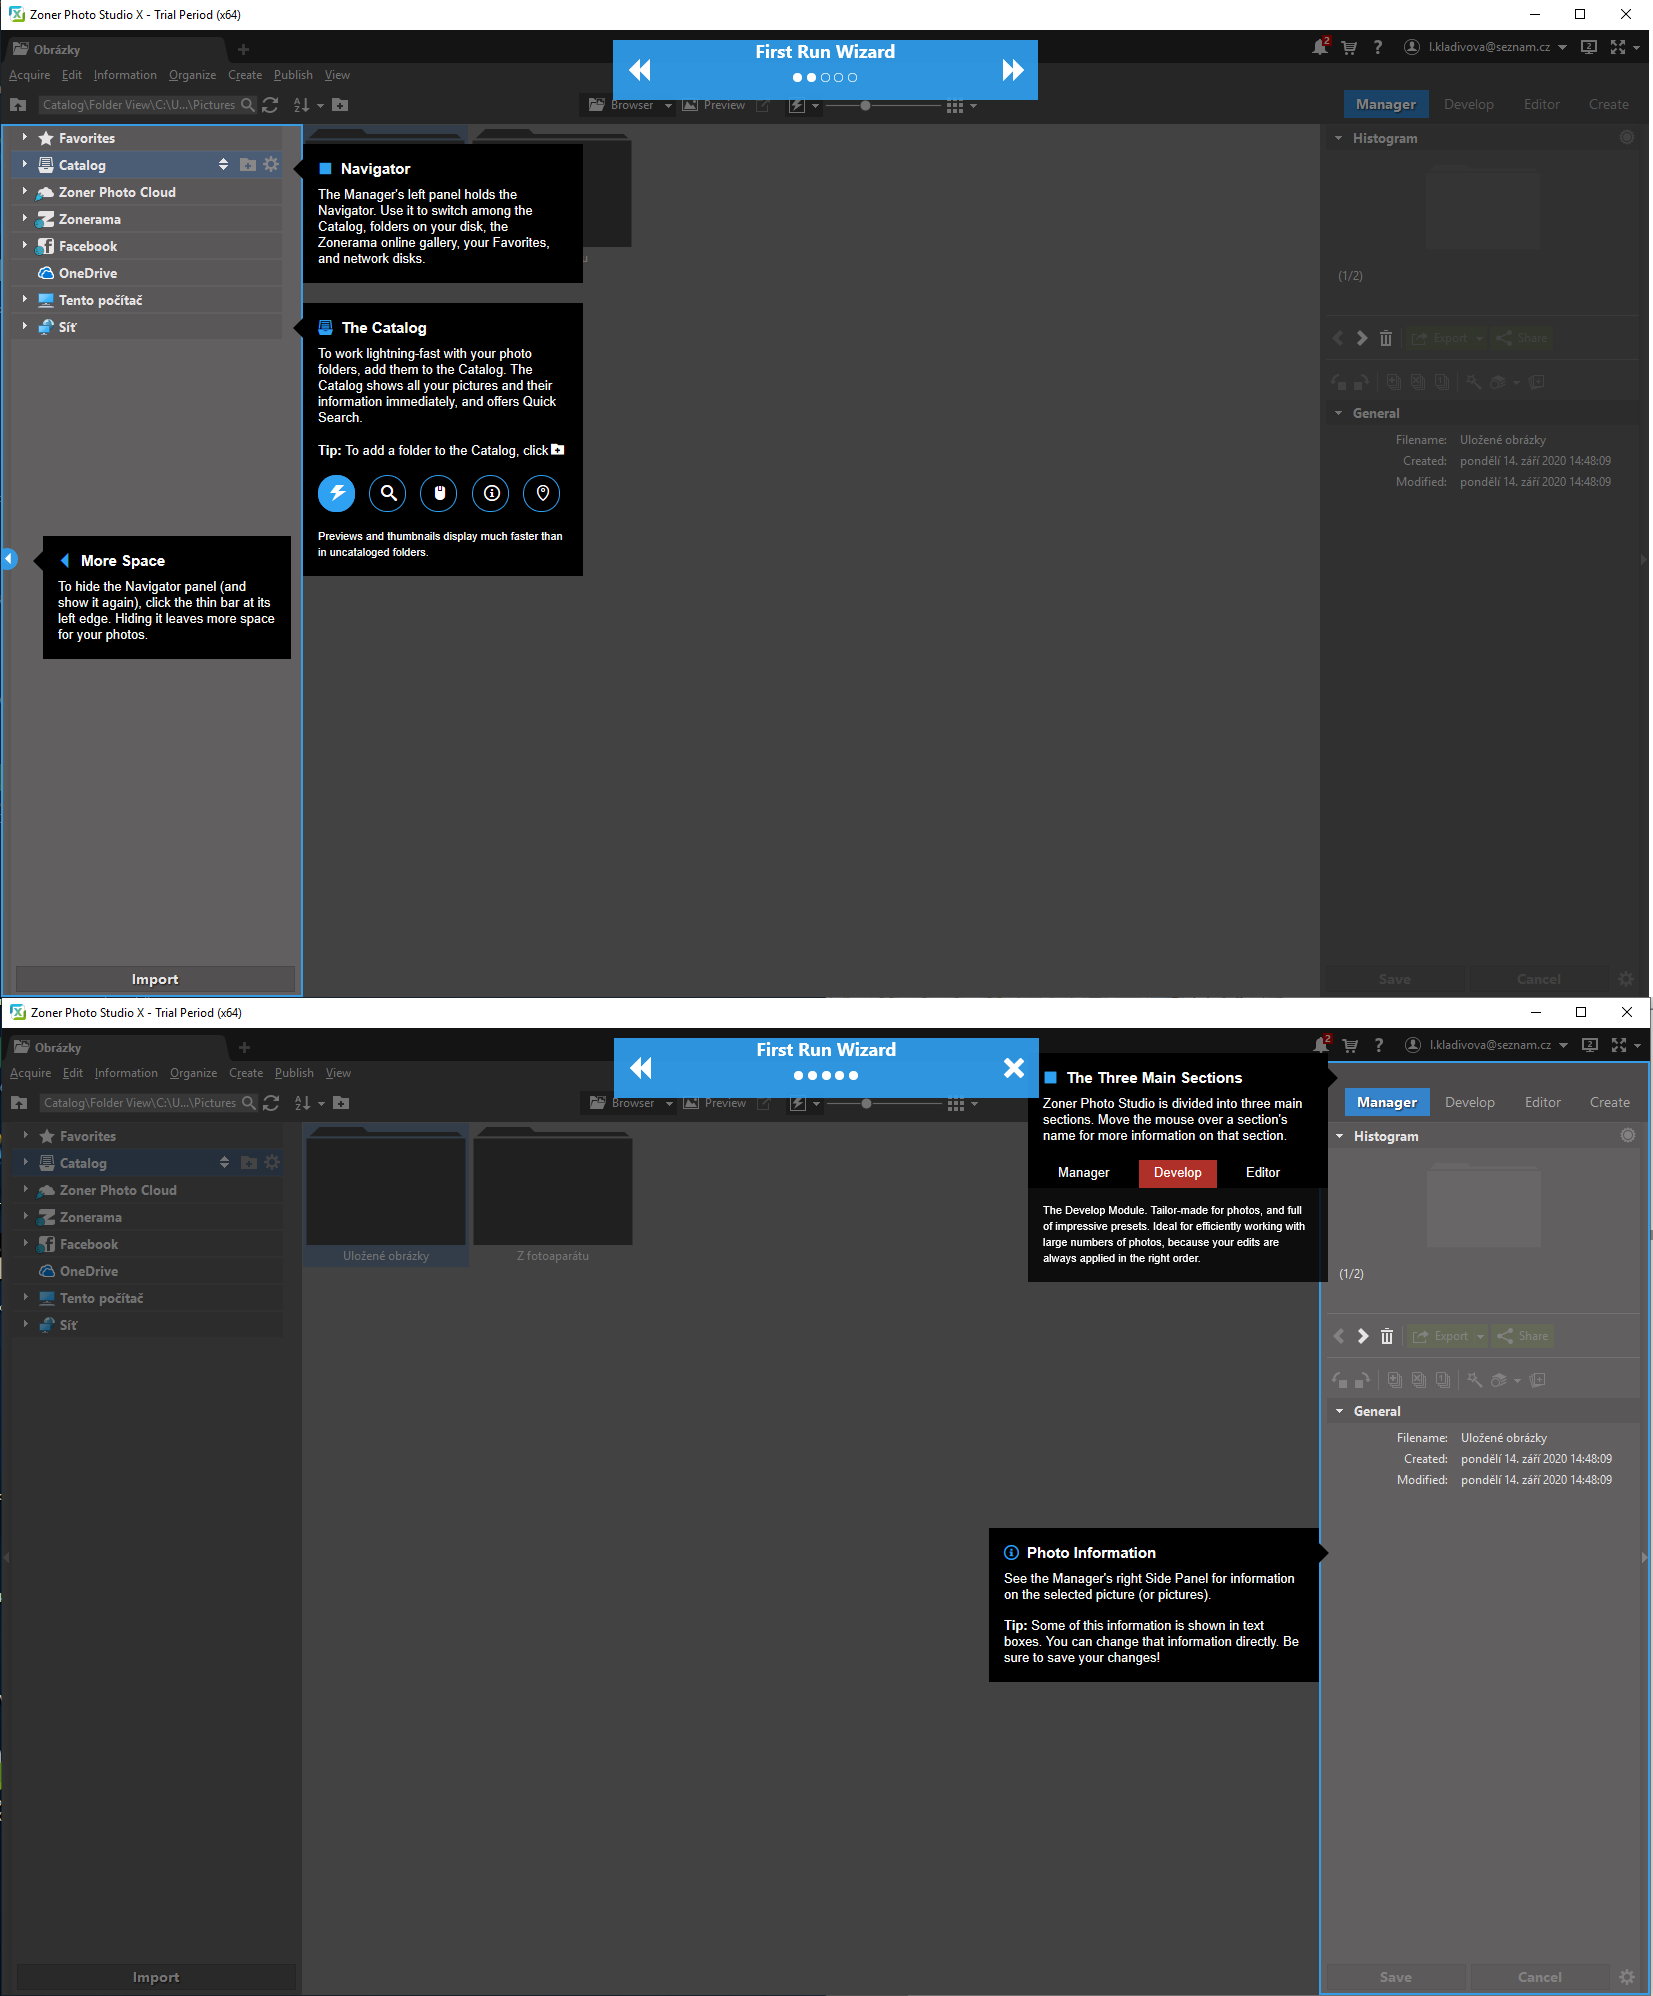 Zoner Photo Studio X - Trial Period (x64)
Obrázky
First Run Wizard
2
l.kladivova@seznam.cz
2
Acquire Edit Information Organize Create Publish View
Catalog\Folder View\C:\U...\Pictures
Browser
Preview
Manager Develop Editor Create
Favorites
Catalog
Zoner Photo Cloud
Zonerama
Facebook
OneDrive
Tento počítač
Síť
Navigator
The Manager's left panel holds the
Navigator. Use it to switch among the
Catalog, folders on your disk, the
Zonerama online gallery, your Favorites,
and network disks.
u
The Catalog
To work lightning-fast with your photo
folders, add them to the Catalog. The
Catalog shows all your pictures and their
information immediately, and offers Quick
Search.
Tip: To add a folder to the Catalog, click
Previews and thumbnails display much faster than
in uncataloged folders.
More Space
To hide the Navigator panel (and
show it again), click the thin bar at its
left edge. Hiding it leaves more space
for your photos.
Import
Histogram
(1/2)
Export
Share
General
Filename: Uložené obrázky
Created: pondělí 14. září 2020 14:48:09
Modified: pondělí 14. září 2020 14:48:09
Save
Cancel
Zoner Photo Studio X - Trial Period (x64)
Obrázky
First Run Wizard
2
l.kladivova@seznam.cz
2
Acquire Edit Information Organize Create Publish View
Catalog\Folder View\C:\U...\Pictures
Browser
Preview
Manager Develop Editor Create
Favorites
Catalog
Zoner Photo Cloud
Zonerama
Facebook
OneDrive
Tento počítač
Síť
Uložené obrázky
Z fotoaparátu
The Three Main Sections
Zoner Photo Studio is divided into three main
sections. Move the mouse over a section's
name for more information on that section.
Manager Develop Editor
The Develop Module. Tailor-made for photos, and full
of impressive presets. Ideal for efficiently working with
large numbers of photos, because your edits are
always applied in the right order.
Photo Information
See the Manager's right Side Panel for information
on the selected picture (or pictures).
Tip: Some of this information is shown in text
boxes. You can change that information directly. Be
sure to save your changes!
Histogram
(1/2)
Export
Share
General
Filename: Uložené obrázky
Created: pondělí 14. září 2020 14:48:09
Modified: pondělí 14. září 2020 14:48:09
Import
Save
Cancel